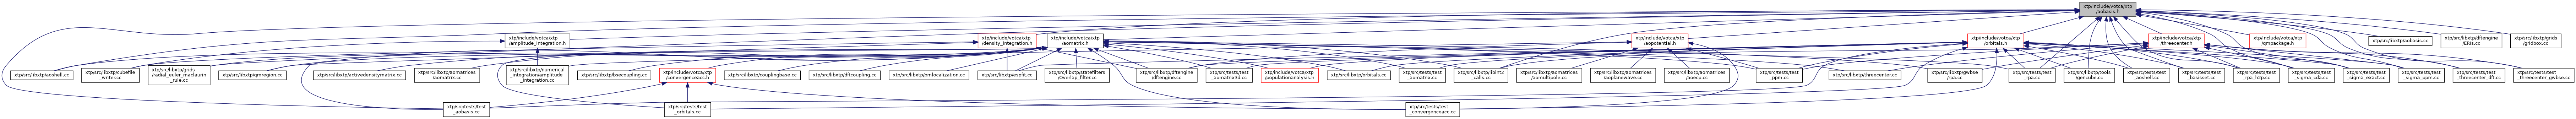 xtp/include/votca/xtp
/aobasis.h
xtp/include/votca/xtp
/amplitude_integration.h
xtp/include/votca/xtp
/density_integration.h
xtp/include/votca/xtp
/aomatrix.h
xtp/include/votca/xtp
/aopotential.h
xtp/include/votca/xtp
/orbitals.h
xtp/include/votca/xtp
/threecenter.h
xtp/include/votca/xtp
/qmpackage.h
xtp/src/libxtp/aobasis.cc
xtp/src/libxtp/dftengine
/ERIs.cc
xtp/src/libxtp/grids
/gridbox.cc
xtp/src/libxtp/aoshell.cc
xtp/src/libxtp/cubefile
_writer.cc
xtp/src/libxtp/grids
/radial_euler_maclaurin
_rule.cc
xtp/src/libxtp/qmregion.cc
xtp/src/libxtp/activedensitymatrix.cc
xtp/src/libxtp/aomatrices
/aomatrix.cc
xtp/src/libxtp/numerical
_integration/amplitude
_integration.cc
xtp/src/libxtp/bsecoupling.cc
xtp/include/votca/xtp
/convergenceacc.h
xtp/src/libxtp/couplingbase.cc
xtp/src/libxtp/dftcoupling.cc
xtp/src/libxtp/pmlocalization.cc
xtp/src/libxtp/espfit.cc
xtp/src/libxtp/statefilters
/Overlap_filter.cc
xtp/src/libxtp/dftengine
/dftengine.cc
xtp/src/tests/test
_aomatrix3d.cc
xtp/include/votca/xtp
/populationanalysis.h
xtp/src/libxtp/orbitals.cc
xtp/src/tests/test
_aomatrix.cc
xtp/src/libxtp/libint2
_calls.cc
xtp/src/libxtp/aomatrices
/aomultipole.cc
xtp/src/libxtp/aomatrices
/aoplanewave.cc
xtp/src/libxtp/aomatrices
/aoecp.cc
xtp/src/tests/test
_ppm.cc
xtp/src/libxtp/threecenter.cc
xtp/src/libxtp/gwbse
/rpa.cc
xtp/src/tests/test
_rpa.cc
xtp/src/libxtp/tools
/gencube.cc
xtp/src/tests/test
_aoshell.cc
xtp/src/tests/test
_basisset.cc
xtp/src/tests/test
_rpa_h2p.cc
xtp/src/tests/test
_sigma_cda.cc
xtp/src/tests/test
_sigma_exact.cc
xtp/src/tests/test
_sigma_ppm.cc
xtp/src/tests/test
_threecenter_dft.cc
xtp/src/tests/test
_threecenter_gwbse.cc
xtp/src/tests/test
_aobasis.cc
xtp/src/tests/test
_orbitals.cc
xtp/src/tests/test
_convergenceacc.cc